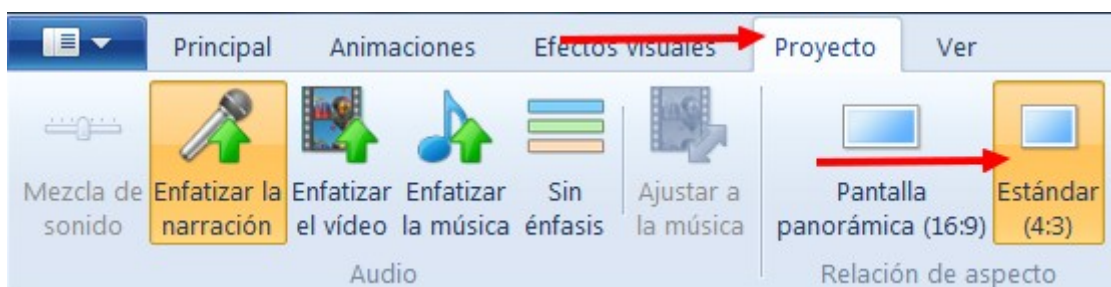 Principal Animaciones Efectos visuales Proyecto Ver
Mezcla de sonido
Enfatizar la narración
Enfatizar el vídeo
Enfatizar la música
Sin énfasis
Ajustar a la música
Pantalla panorámica (16:9)
Estándar (4:3)
Audio
Relación de aspecto